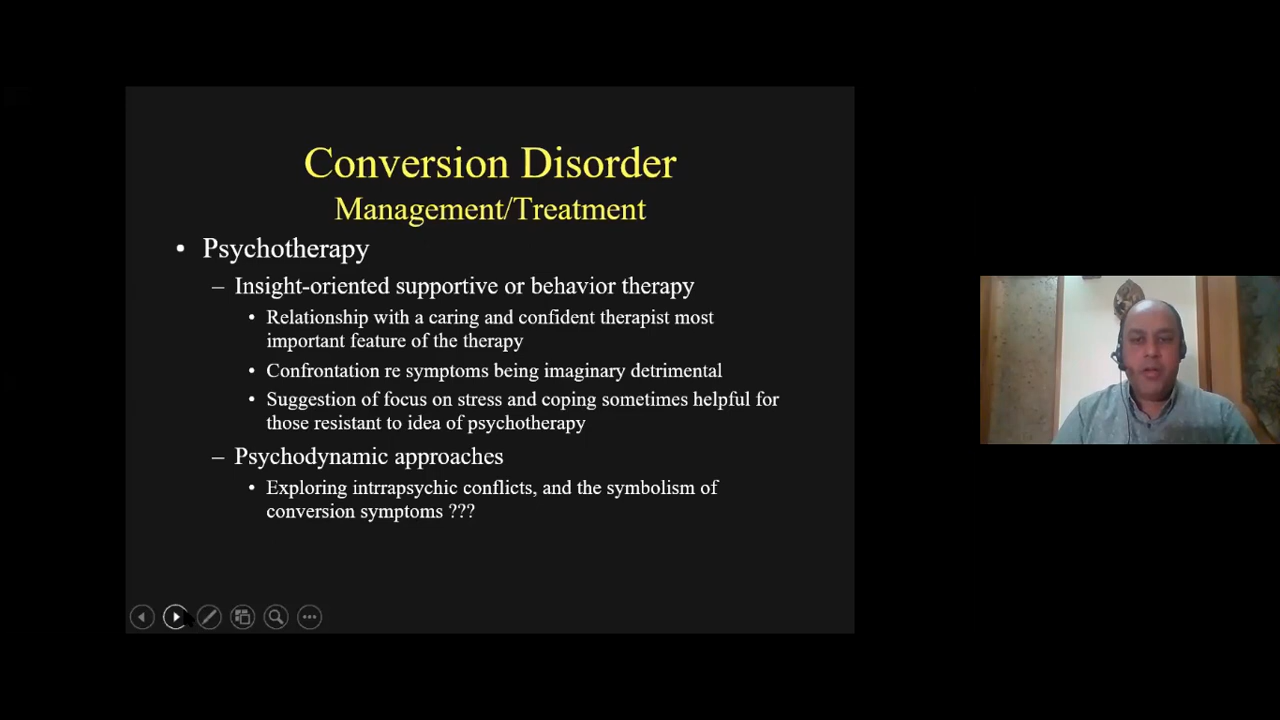 Conversion Disorder
Management/Treatment
• Psychotherapy
– Insight-oriented supportive or behavior therapy
• Relationship with a caring and confident therapist most
important feature of the therapy
• Confrontation re symptoms being imaginary detrimental
• Suggestion of focus on stress and coping sometimes helpful for
those resistant to idea of psychotherapy
– Psychodynamic approaches
• Exploring intrrapsychic conflicts, and the symbolism of
conversion symptoms ???